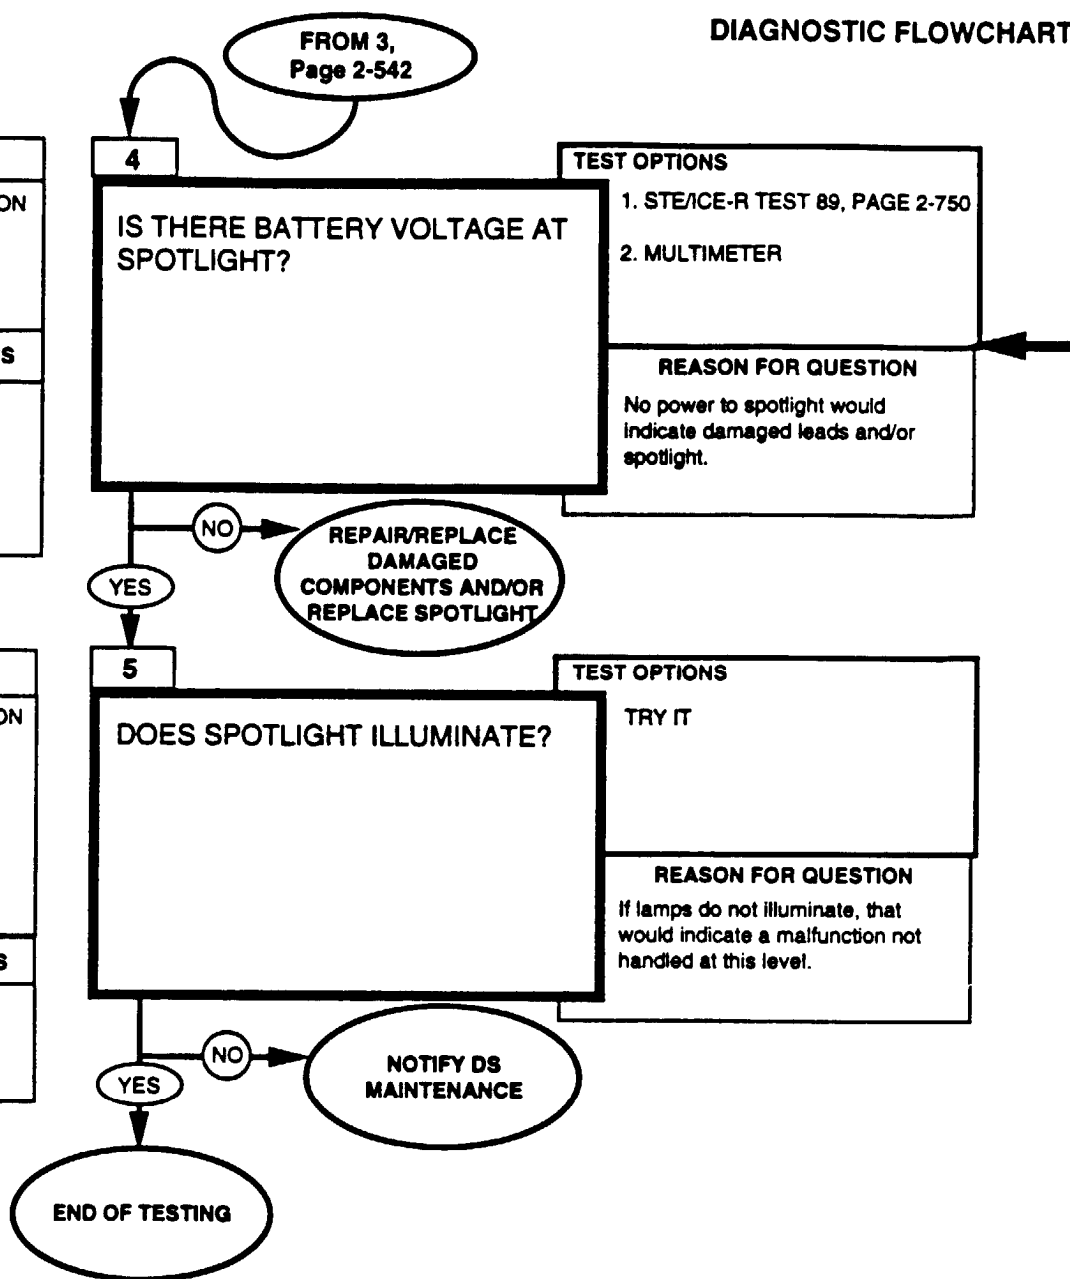 DIAGNOSTIC FLOWCHART
FROM 3,
Page 2-542
4
IS THERE BATTERY VOLTAGE AT
SPOTLIGHT?
TEST OPTIONS
1. STE/ICE-R TEST 89, PAGE 2-750
2. MULTIMETER
REASON FOR QUESTION
No power to spotlight would
indicate damaged leads and/or
spotlight.
NO
REPAIR/REPLACE
DAMAGED
COMPONENTS AND/OR
REPLACE SPOTLIGHT
YES
5
DOES SPOTLIGHT ILLUMINATE?
TEST OPTIONS
TRY IT
REASON FOR QUESTION
If lamps do not illuminate, that
would indicate a malfunction not
handled at this level.
NO
NOTIFY DS
MAINTENANCE
YES
END OF TESTING
ON
S
ON
S